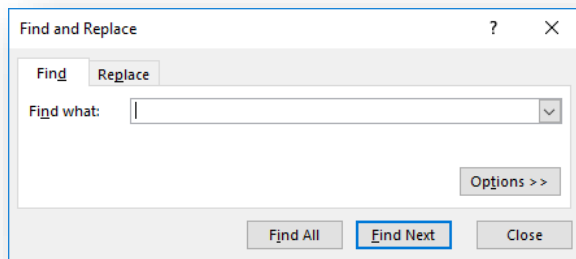 Find and Replace ?
Find Replace
Find what:
Options >>
Find All Find Next Close